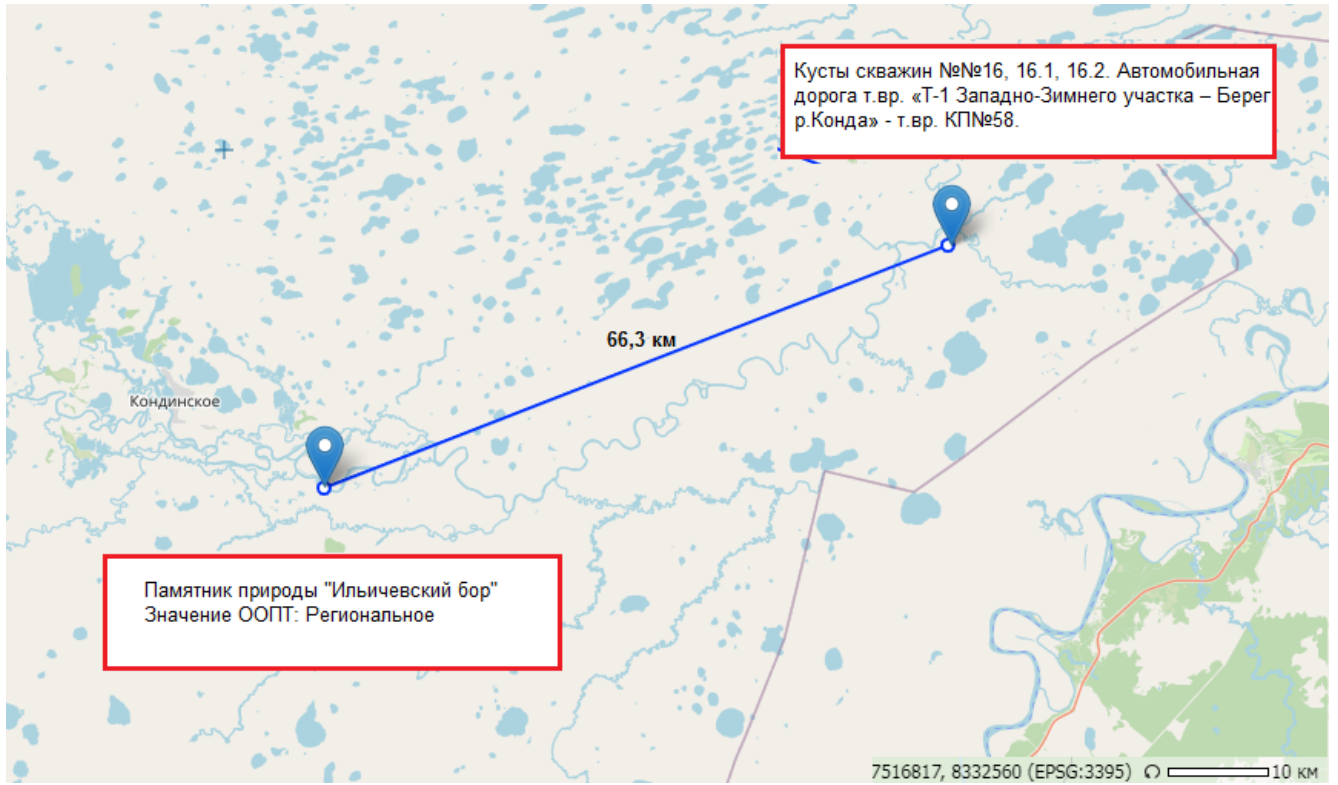 Кусты скважин №№16, 16.1, 16.2. Автомобильная
дорога т.вр. «Т-1 Западно-Зимнего участка – Берег
р.Конда» - т.вр. КП№58.
66,3 км
Кондинское
Памятник природы "Ильичевский бор"
Значение ООПТ: Региональное
7516817, 8332560 (EPSG:3395) 10 км